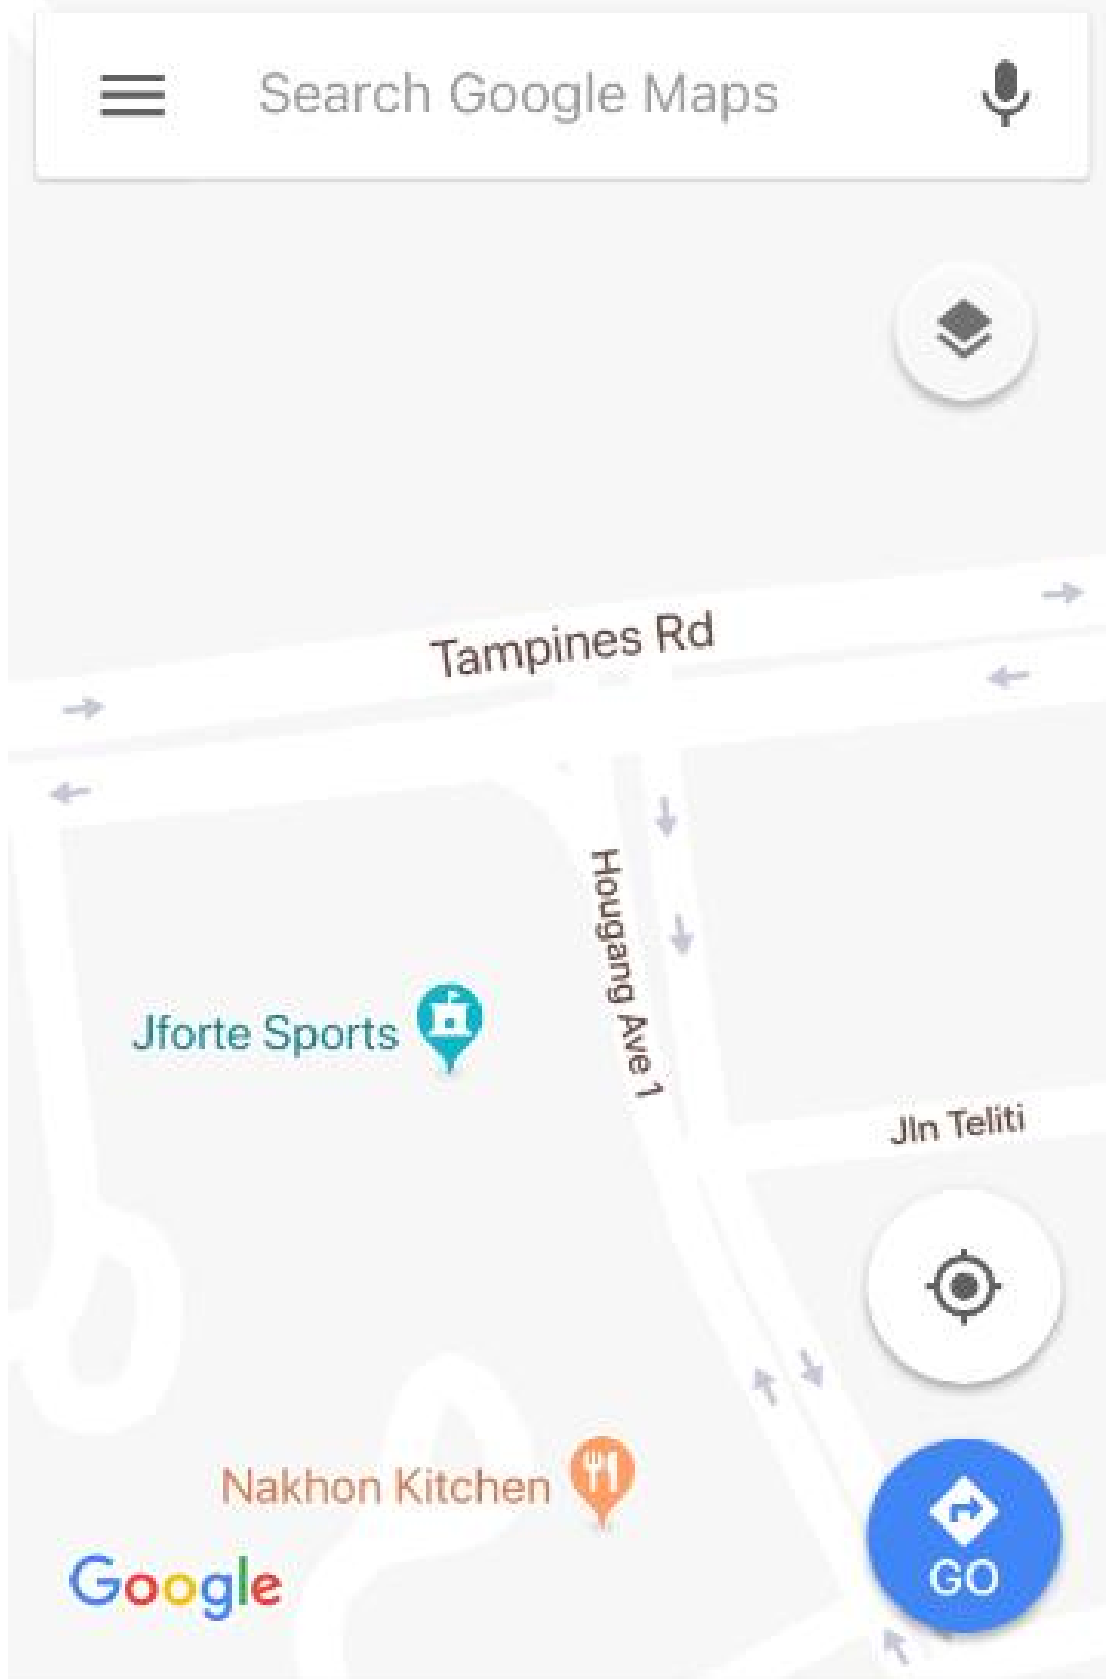 Search Google Maps
Tampines Rd
Hougang Ave 1
Jforte Sports
Jln Teliti
Nakhon Kitchen
GO
Google